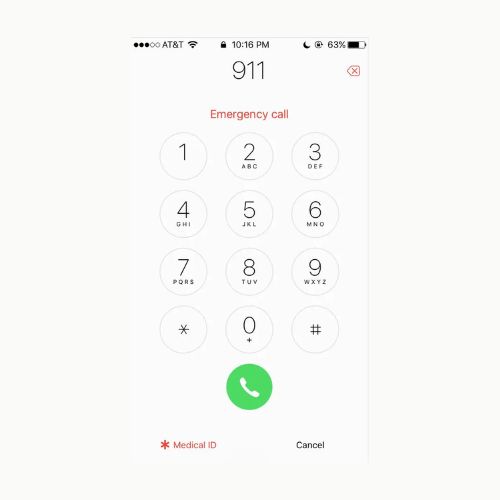 AT&T 10:16 PM 63%
911
Emergency call
1 2 3
ABC DEF
4 5 6
GHI JKL MNO
7 8 9
PQRS TUV WXYZ
* 0 #
+
* Medical ID Cancel